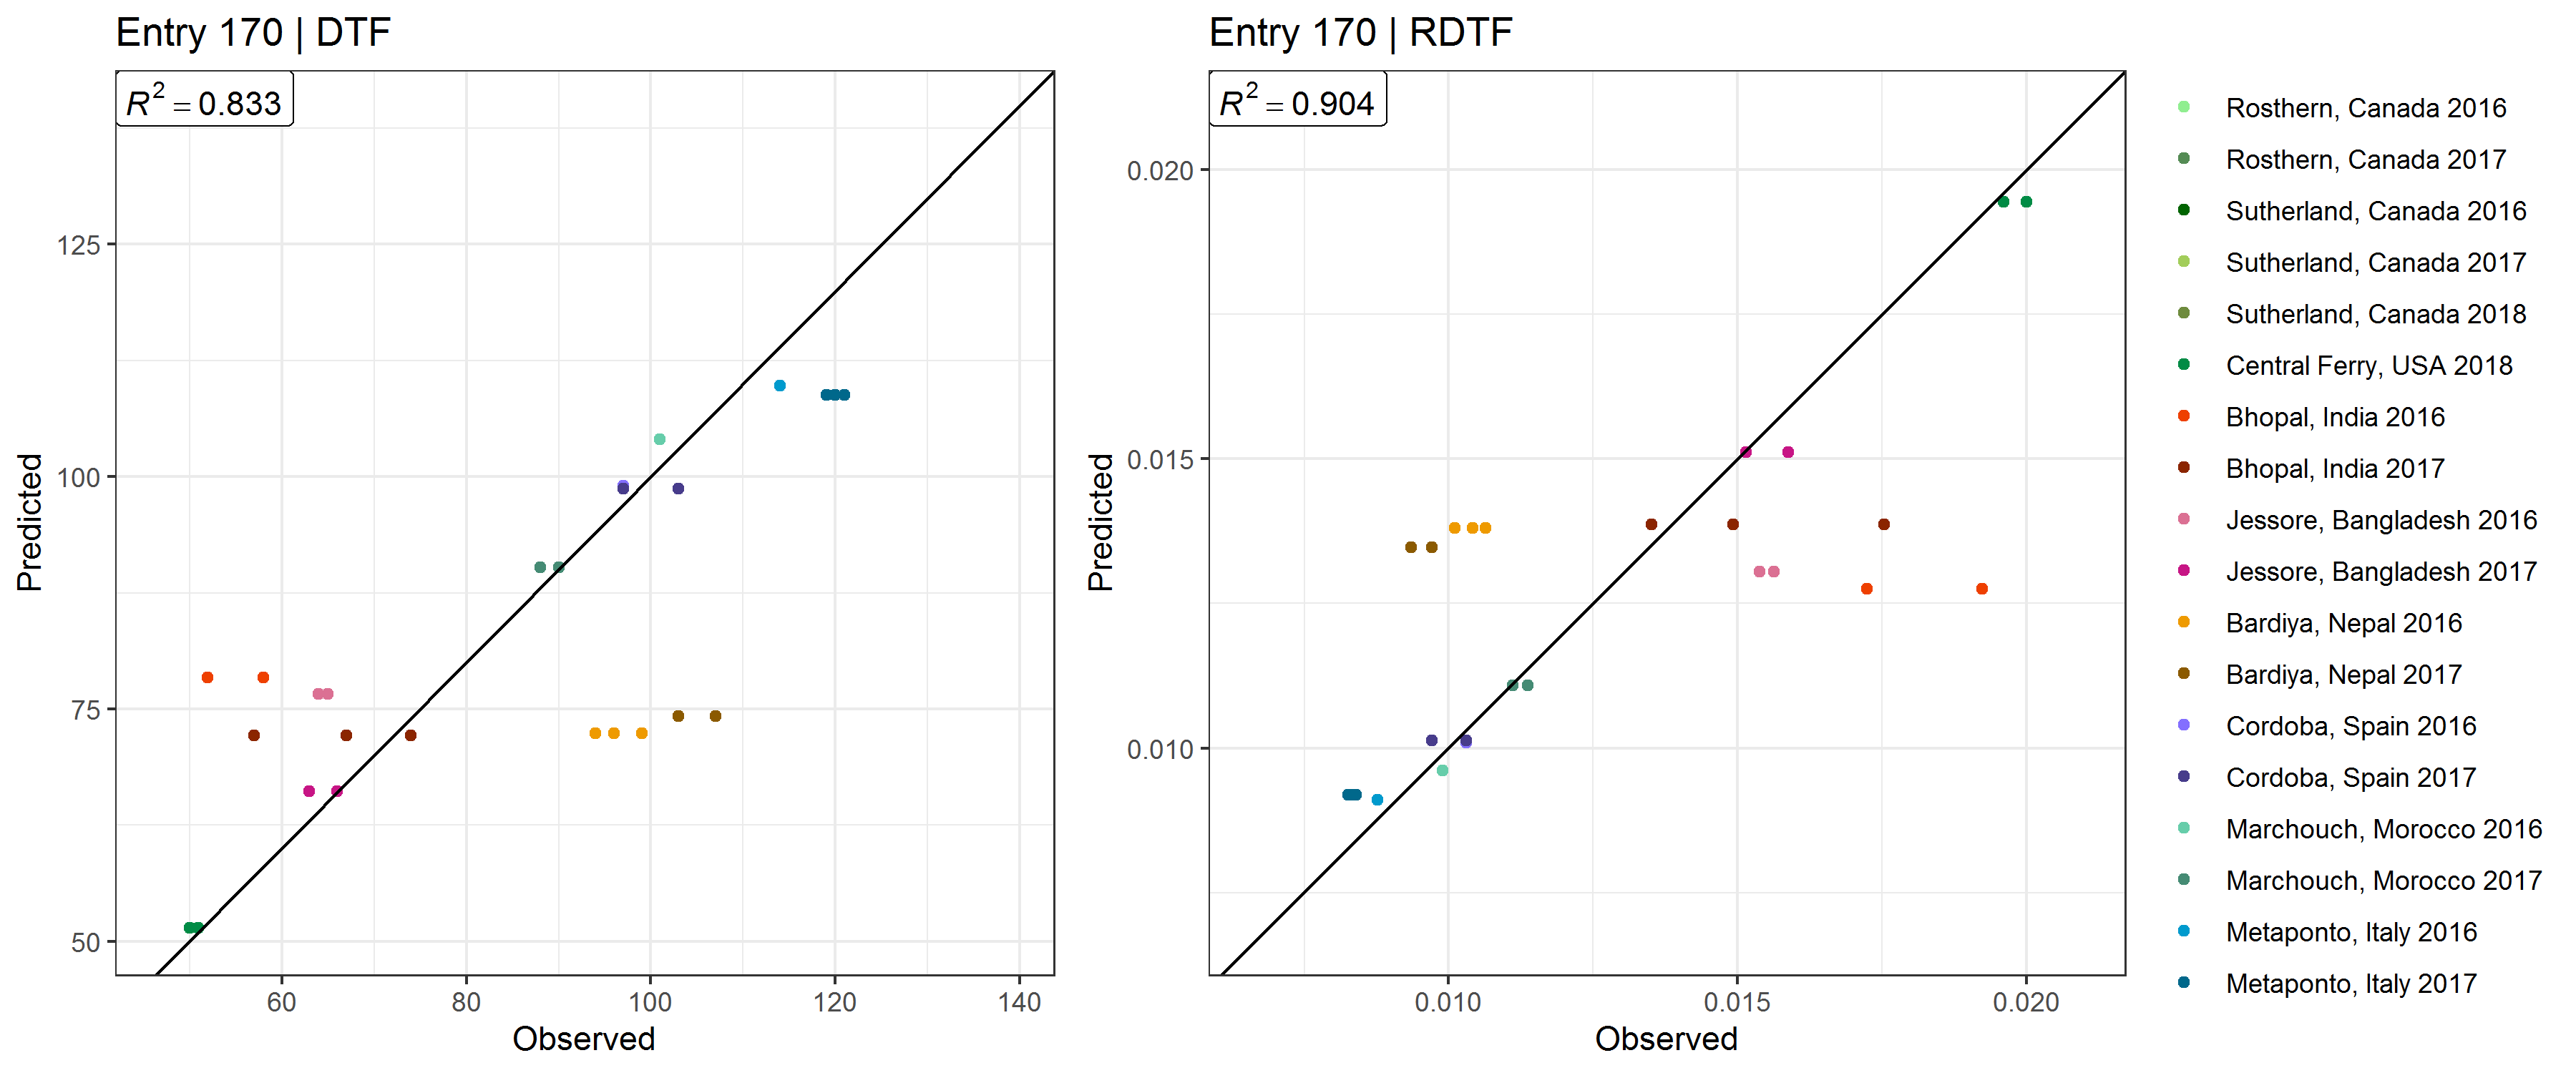 Entry 170 | DTF
R² = 0.833
125
100
75
50
Predicted
60 80 100 120 140
Observed
Entry 170 | RDTF
R² = 0.904
0.020
0.015
0.010
Predicted
0.010 0.015 0.020
Observed
Rosthern, Canada 2016
Rosthern, Canada 2017
Sutherland, Canada 2016
Sutherland, Canada 2017
Sutherland, Canada 2018
Central Ferry, USA 2018
Bhopal, India 2016
Bhopal, India 2017
Jessore, Bangladesh 2016
Jessore, Bangladesh 2017
Bardiya, Nepal 2016
Bardiya, Nepal 2017
Cordoba, Spain 2016
Cordoba, Spain 2017
Marchouch, Morocco 2016
Marchouch, Morocco 2017
Metaponto, Italy 2016
Metaponto, Italy 2017